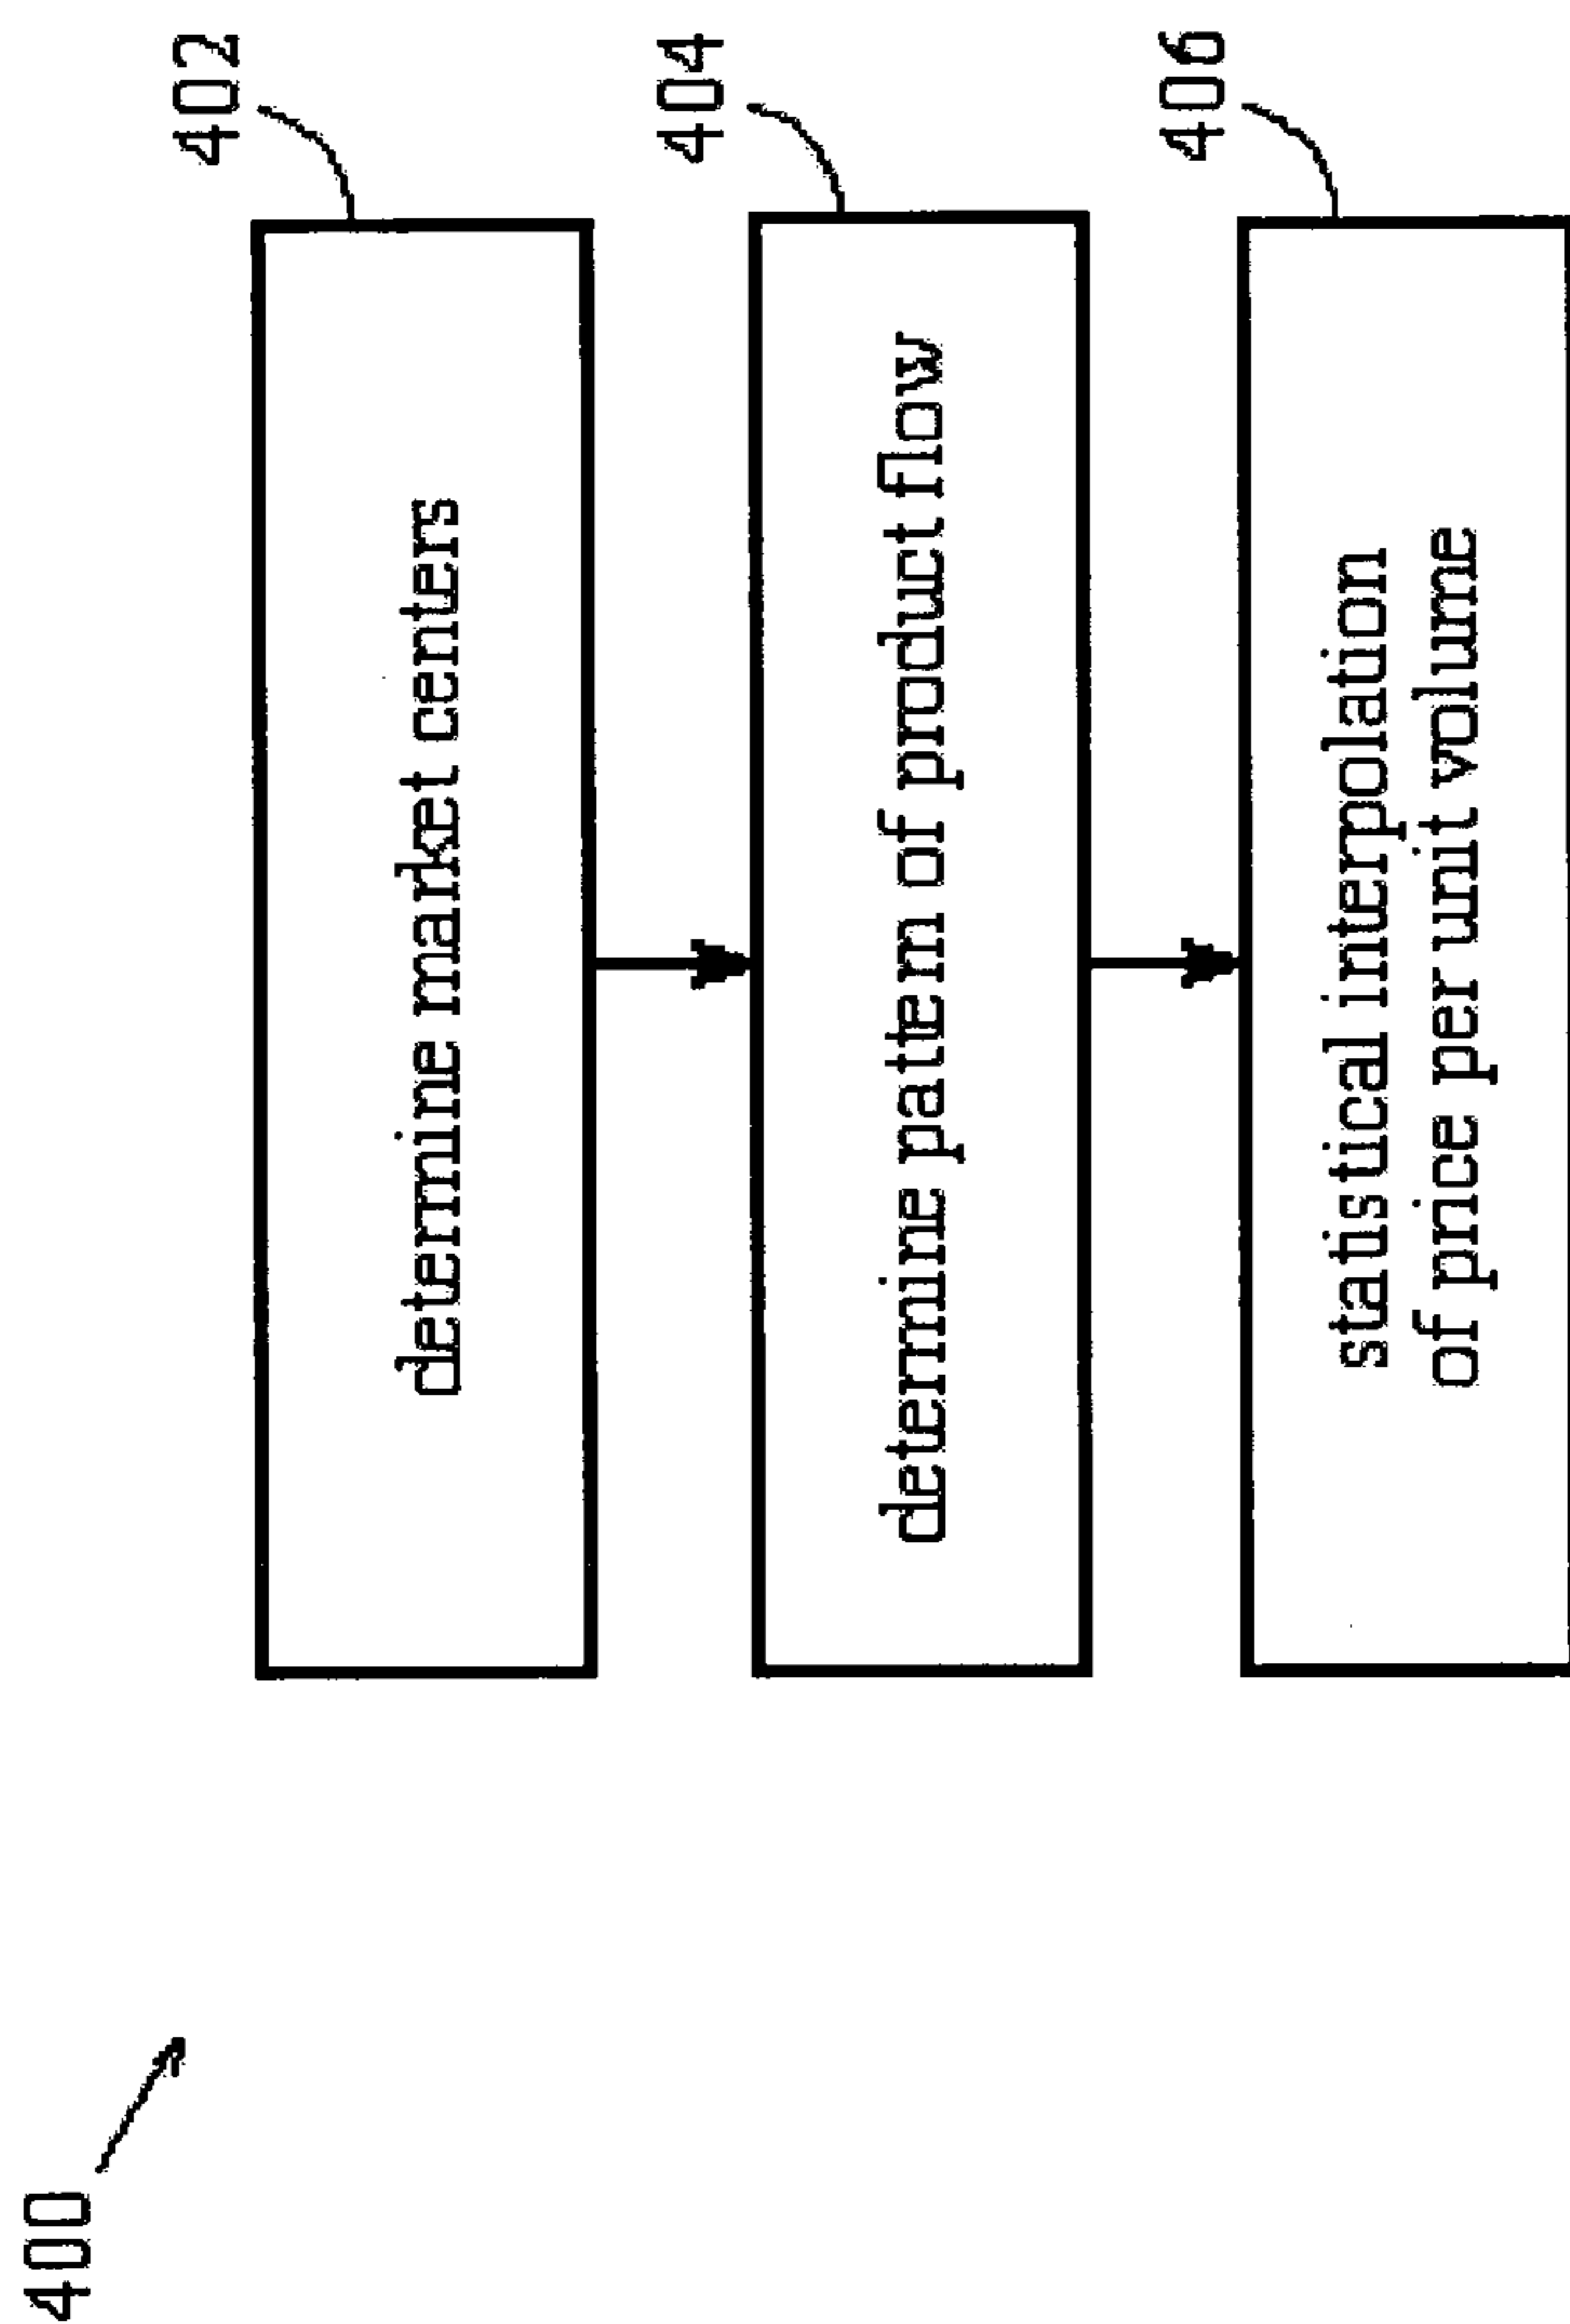 400
402
determine market centers
404
determine pattern of product flow
406
statistical interpolation
of price per unit volume